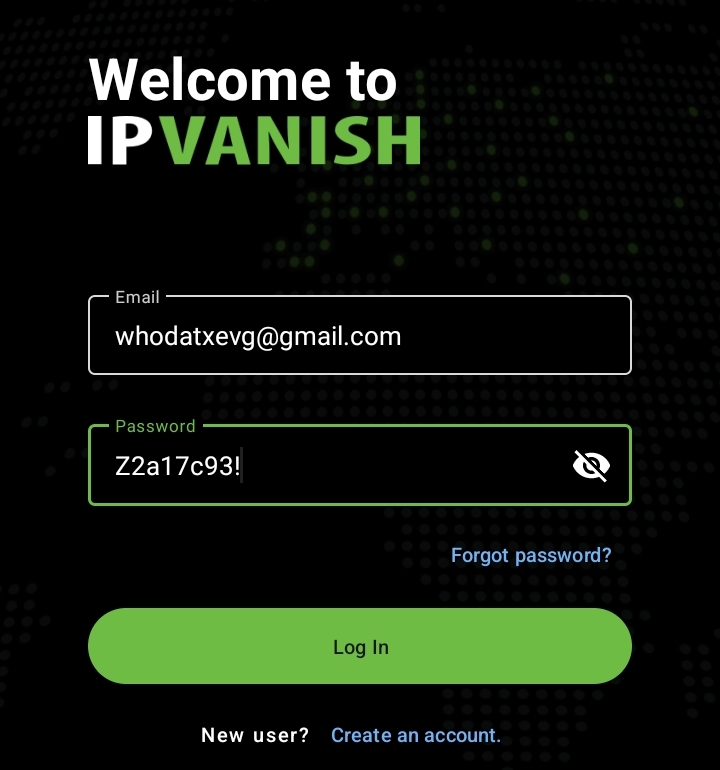 Welcome to
IPVANISH
Email
whodatxevg@gmail.com
Password
Z2a17c93!
Forgot password?
Log In
New user? Create an account.